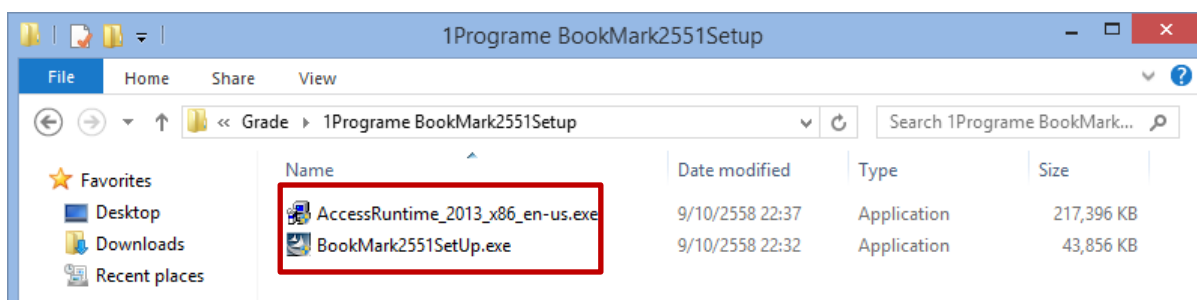 1Programe BookMark2551Setup
File Home Share View
« Grade 1Programe BookMark2551Setup Search 1Programe BookMark...
Name Date modified Type Size
Favorites
Desktop AccessRuntime_2013_x86_en-us.exe 9/10/2558 22:37 Application 217,396 KB
Downloads BookMark2551SetUp.exe 9/10/2558 22:32 Application 43,856 KB
Recent places